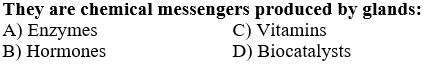 They are chemical messengers produced by glands:
A) Enzymes C) Vitamins
B) Hormones D) Biocatalysts